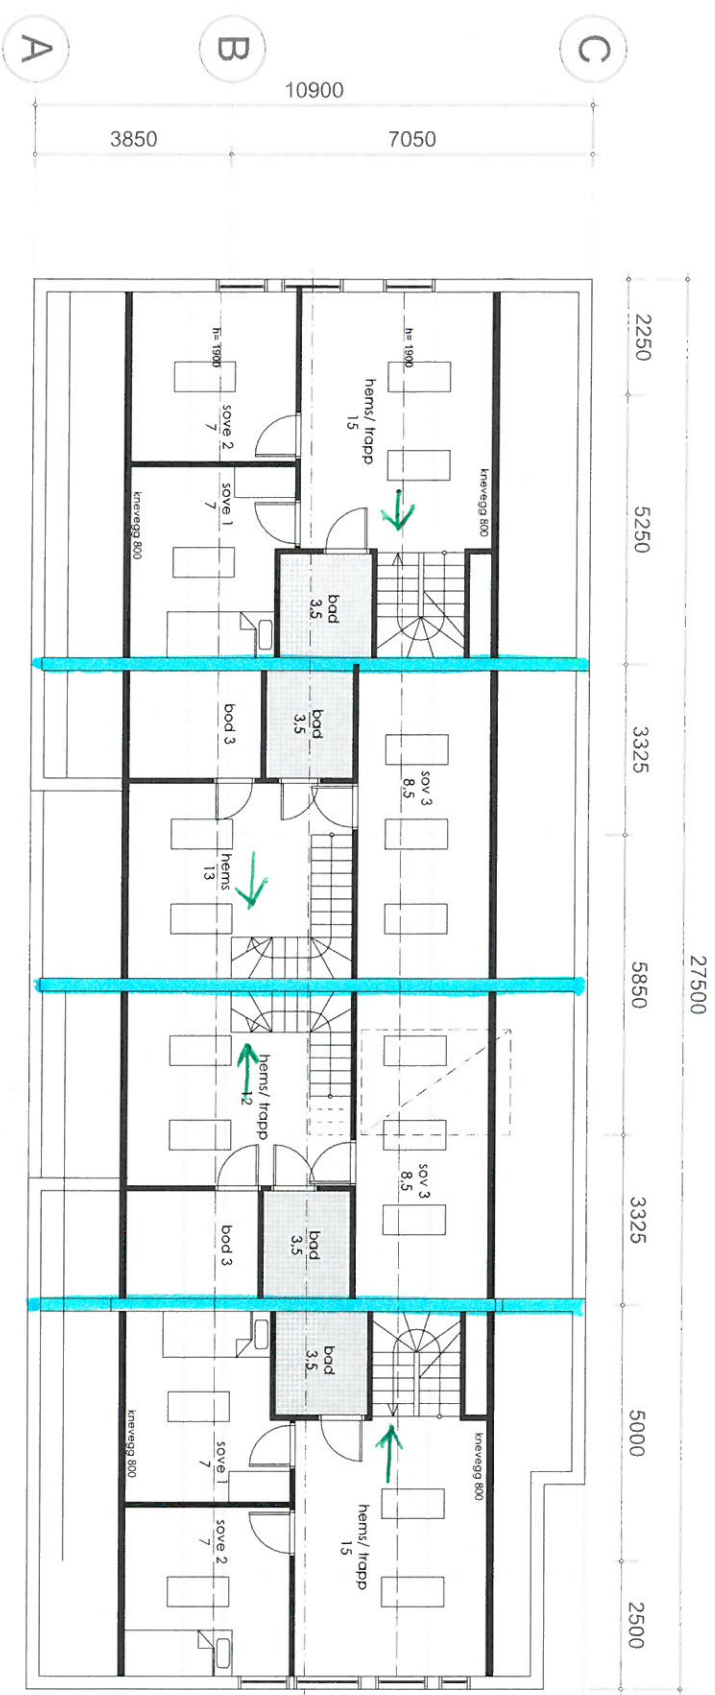 A
B
C
10900
3850
7050
2250
5250
3325
5850
3325
5000
2500
27500
h= 1900
h= 1900
sove 2
7
hems/ trapp
15
knevegg 800
sove 1
7
knevegg 800
bad
3,5
bad
3,5
bod 3
sov 3
8,5
hems
13
hems/ trapp
12
sov 3
8,5
bod 3
bad
3,5
bad
3,5
knevegg 800
sove 1
7
knevegg 800
hems/ trapp
15
sove 2
7